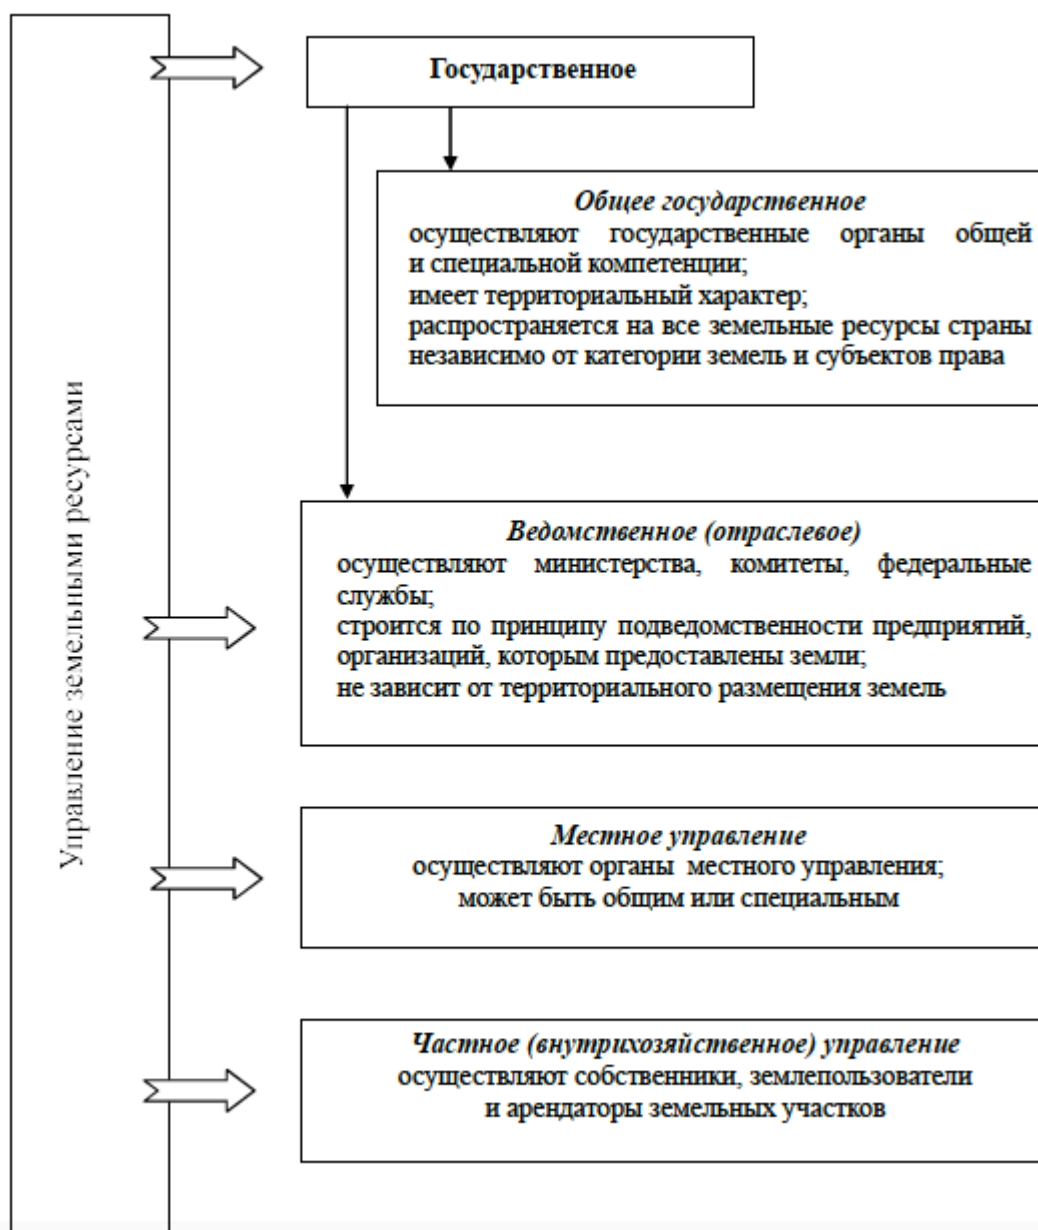 Управление земельными ресурсами
Государственное
Общее государственное
осуществляют государственные органы общей
и специальной компетенции;
имеет территориальный характер;
распространяется на все земельные ресурсы страны
независимо от категории земель и субъектов права
Ведомственное (отраслевое)
осуществляют министерства, комитеты, федеральные
службы;
строится по принципу подведомственности предприятий,
организаций, которым предоставлены земли;
не зависит от территориального размещения земель
Местное управление
осуществляют органы местного управления;
может быть общим или специальным
Частное (внутрихозяйственное) управление
осуществляют собственники, землепользователи
и арендаторы земельных участков